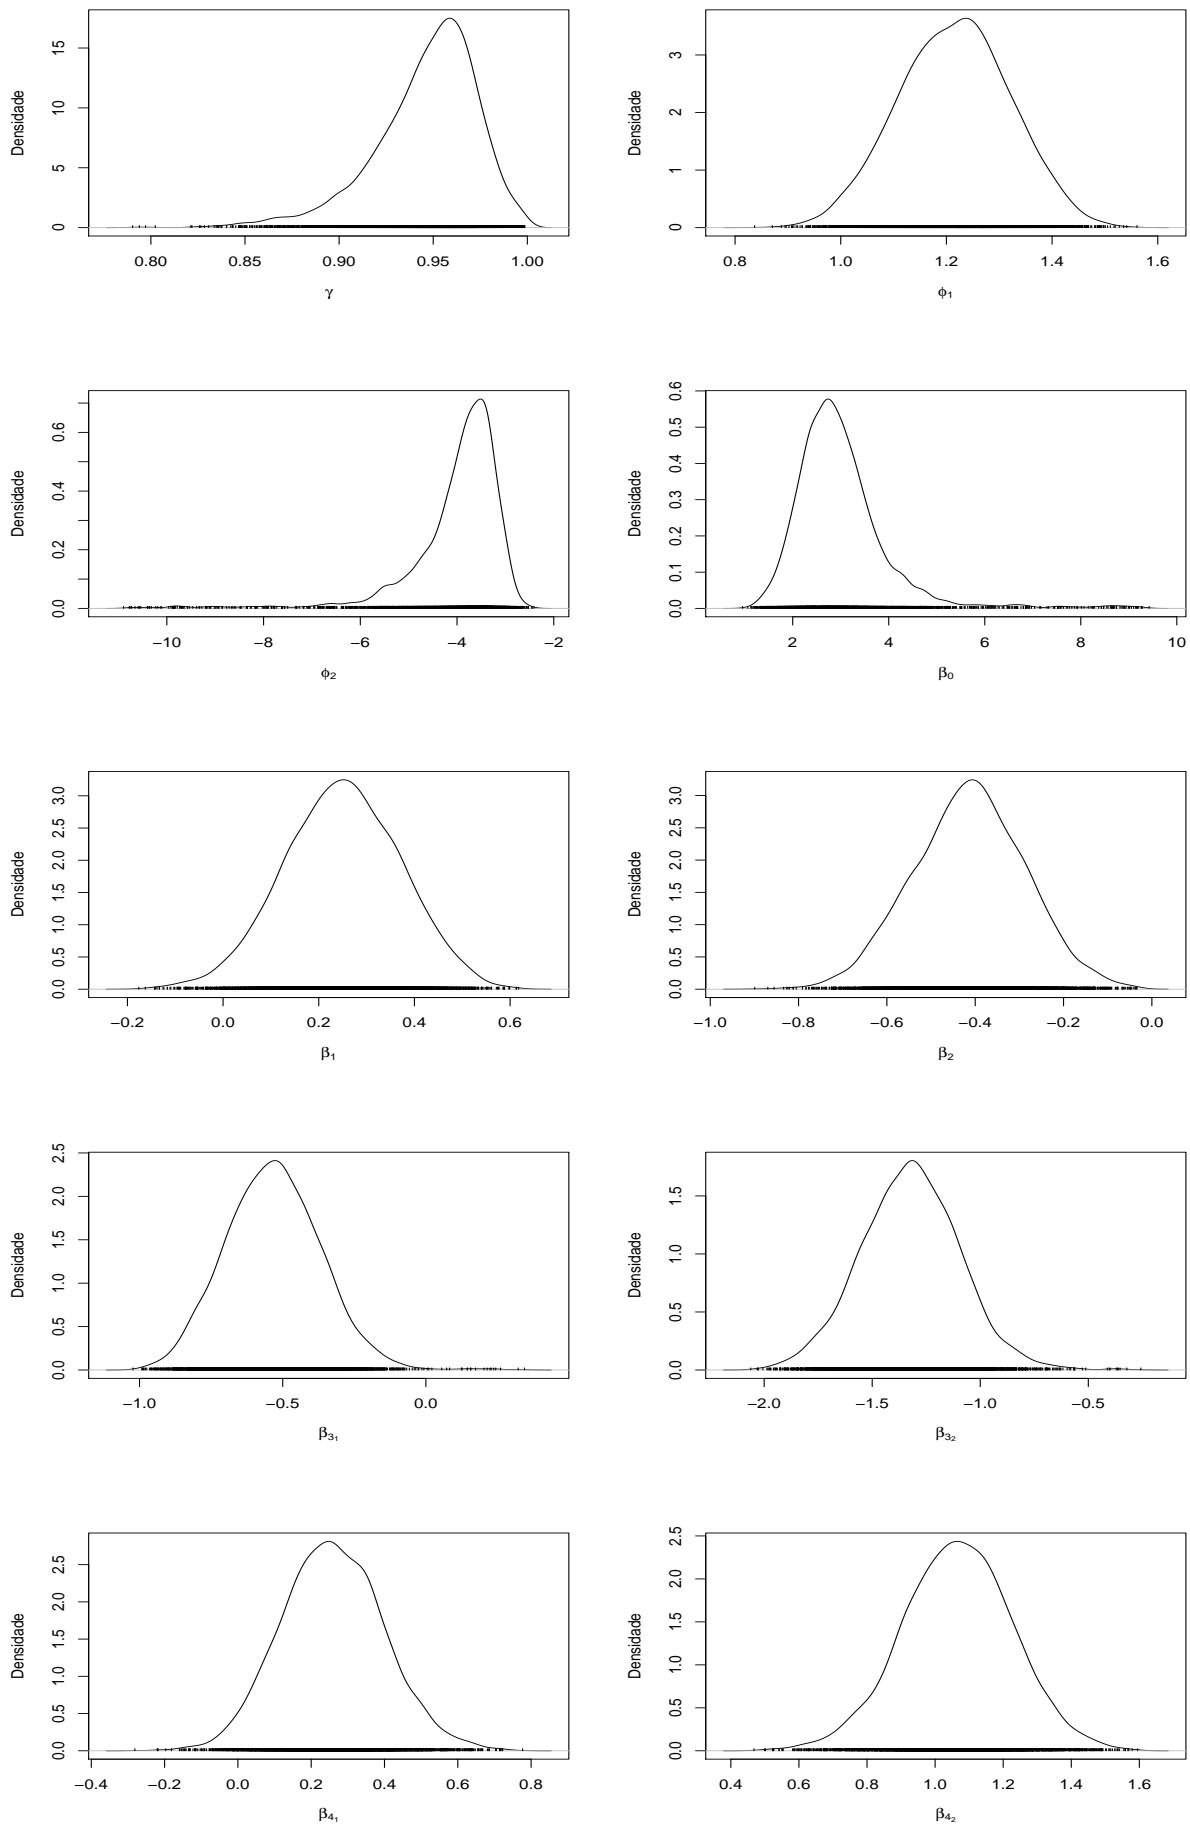 Densidade
15
10
5
0
0.80 0.85 0.90 0.95 1.00
γ
Densidade
3
2
1
0
0.8 1.0 1.2 1.4 1.6
ϕ₁
Densidade
0.6
0.4
0.2
0.0
−10 −8 −6 −4 −2
ϕ₂
Densidade
0.6
0.5
0.4
0.3
0.2
0.1
0.0
2 4 6 8 10
β₀
Densidade
3.0
2.5
2.0
1.5
1.0
0.5
0.0
−0.2 0.0 0.2 0.4 0.6
β₁
Densidade
3.0
2.5
2.0
1.5
1.0
0.5
0.0
−1.0 −0.8 −0.6 −0.4 −0.2 0.0
β₂
Densidade
2.5
2.0
1.5
1.0
0.5
0.0
−1.0 −0.5 0.0
β₃₁
Densidade
1.5
1.0
0.5
0.0
−2.0 −1.5 −1.0 −0.5
β₃₂
Densidade
2.5
2.0
1.5
1.0
0.5
0.0
−0.4 −0.2 0.0 0.2 0.4 0.6 0.8
β₄₁
Densidade
2.5
2.0
1.5
1.0
0.5
0.0
0.4 0.6 0.8 1.0 1.2 1.4 1.6
β₄₂